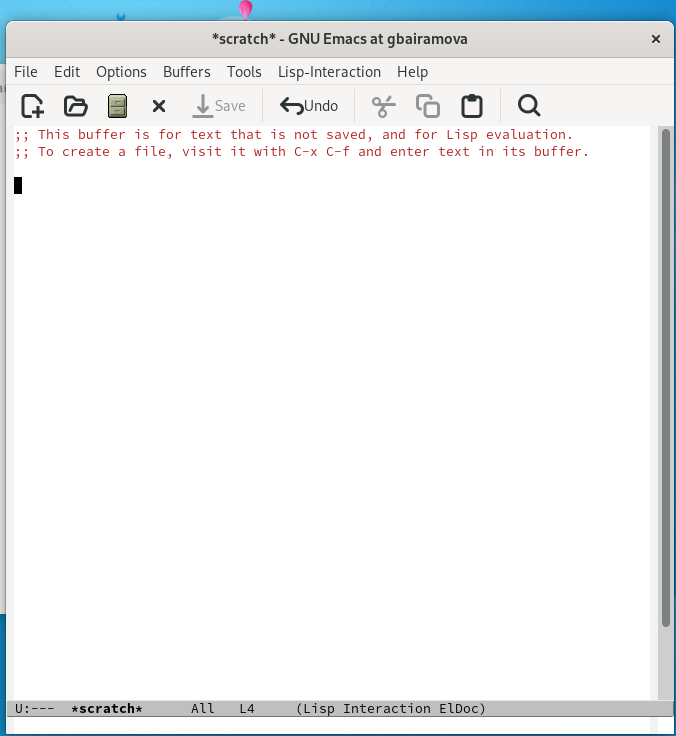 *scratch* - GNU Emacs at gbairamova
File Edit Options Buffers Tools Lisp-Interaction Help
Save Undo
;; This buffer is for text that is not saved, and for Lisp evaluation.
;; To create a file, visit it with C-x C-f and enter text in its buffer.
U:--- *scratch* All L4 (Lisp Interaction ElDoc)